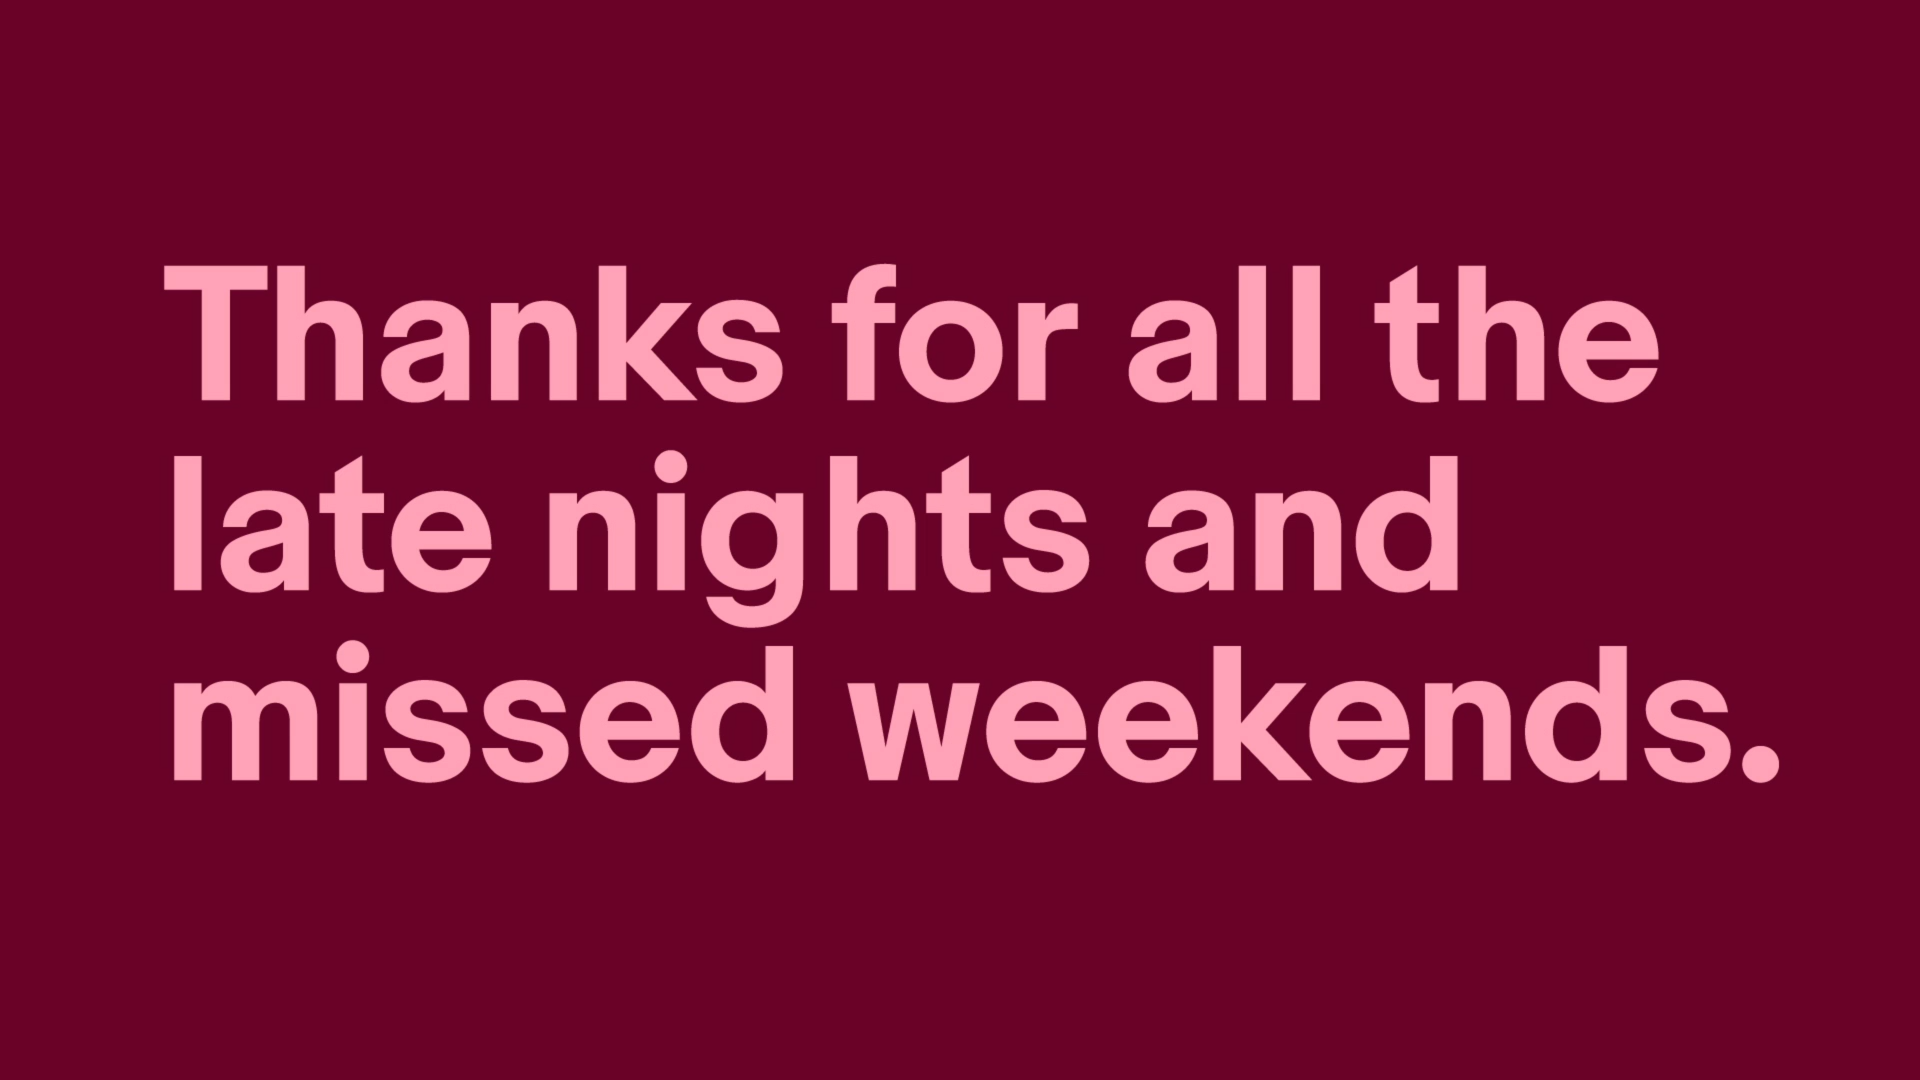 Thanks for all the
late nights and
missed weekends.